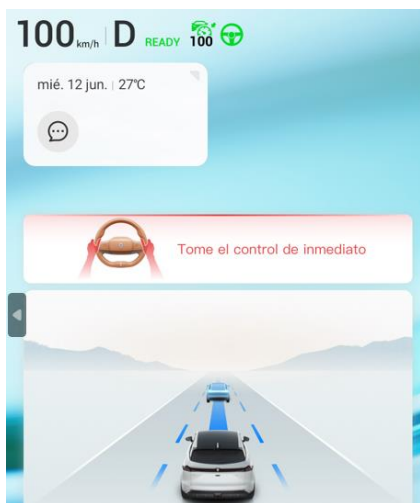 100 km/h D READY 100
mié. 12 jun. 27°C
Tome el control de inmediato